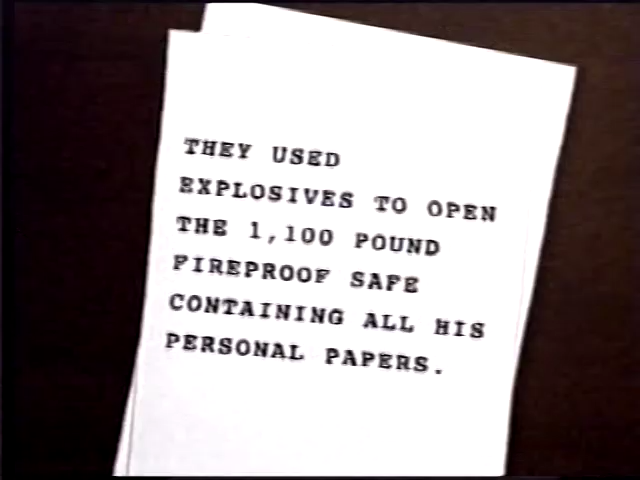 THEY USED
EXPLOSIVES TO OPEN
THE 1,100 POUND
FIREPROOF SAFE
CONTAINING ALL HIS
PERSONAL PAPERS.